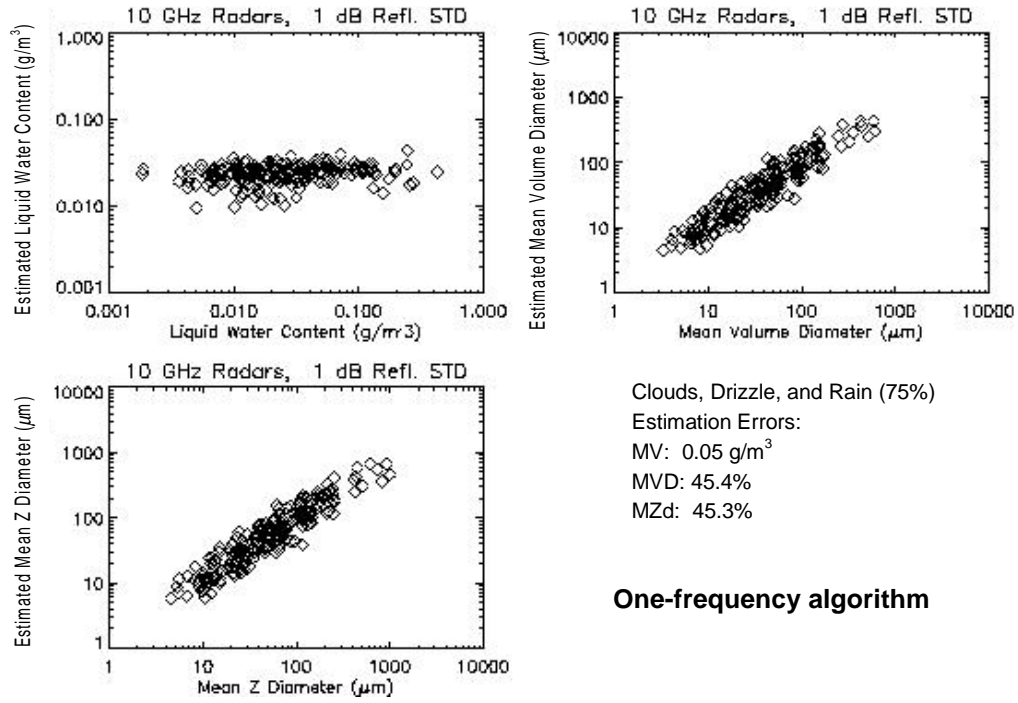 10 GHz Radars, 1 dB Refl. STD
Estimated Liquid Water Content (g/m³)
1.000
0.100
0.010
0.001
0.001
0.010
0.100
1.000
Liquid Water Content (g/m3)
10 GHz Radars, 1 dB Refl. STD
Estimated Mean Volume Diameter (μm)
10000
1000
100
10
1
1
10
100
1000
10000
Mean Volume Diameter (μm)
10 GHz Radars, 1 dB Refl. STD
Estimated Mean Z Diameter (μm)
10000
1000
100
10
1
1
10
100
1000
10000
Mean Z Diameter (μm)
Clouds, Drizzle, and Rain (75%)
Estimation Errors:
MV: 0.05 g/m³
MVD: 45.4%
MZd: 45.3%
One-frequency algorithm